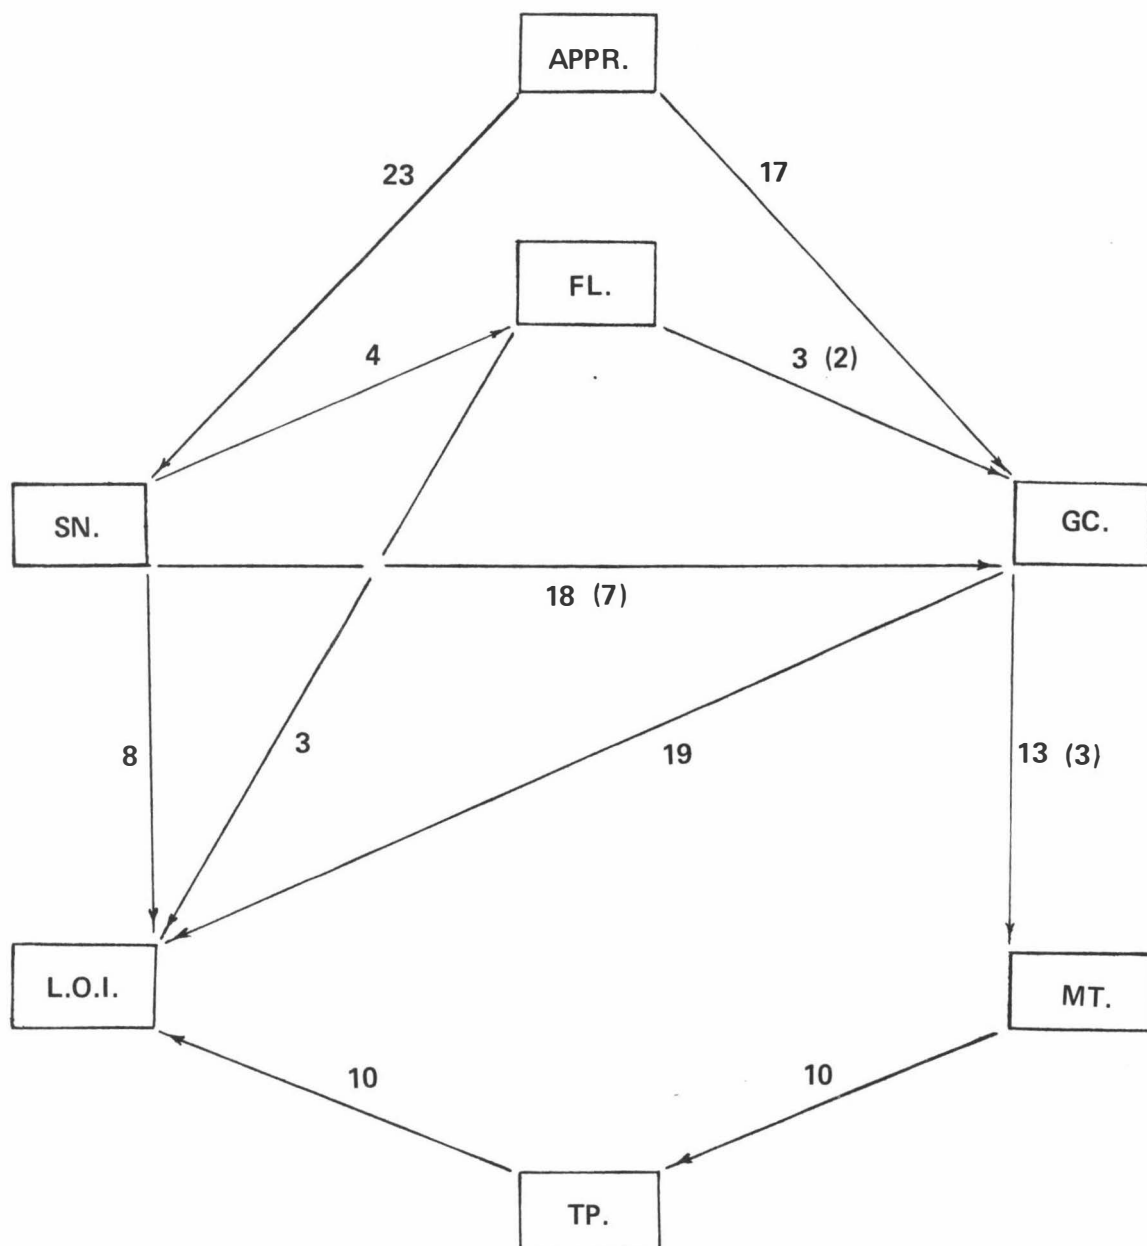 APPR.
23
17
FL.
4
3 (2)
SN.
GC.
18 (7)
8
3
19
13 (3)
L.O.I.
MT.
10
10
TP.